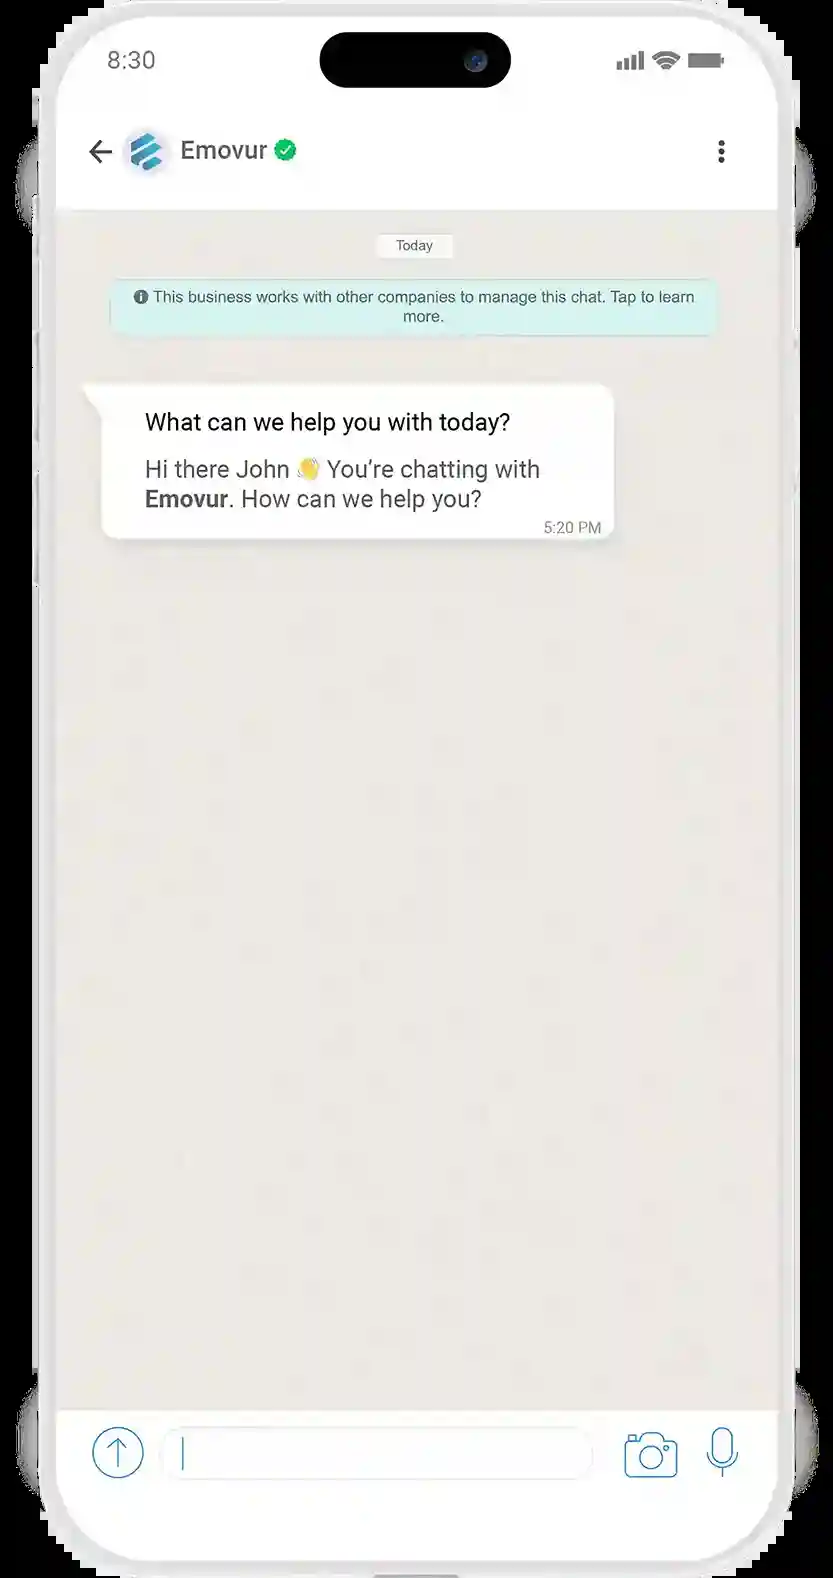 8:30
Emovur
Today
This business works with other companies to manage this chat. Tap to learn
more.
What can we help you with today?
Hi there John 👋 You’re chatting with
Emovur. How can we help you?
5:20 PM